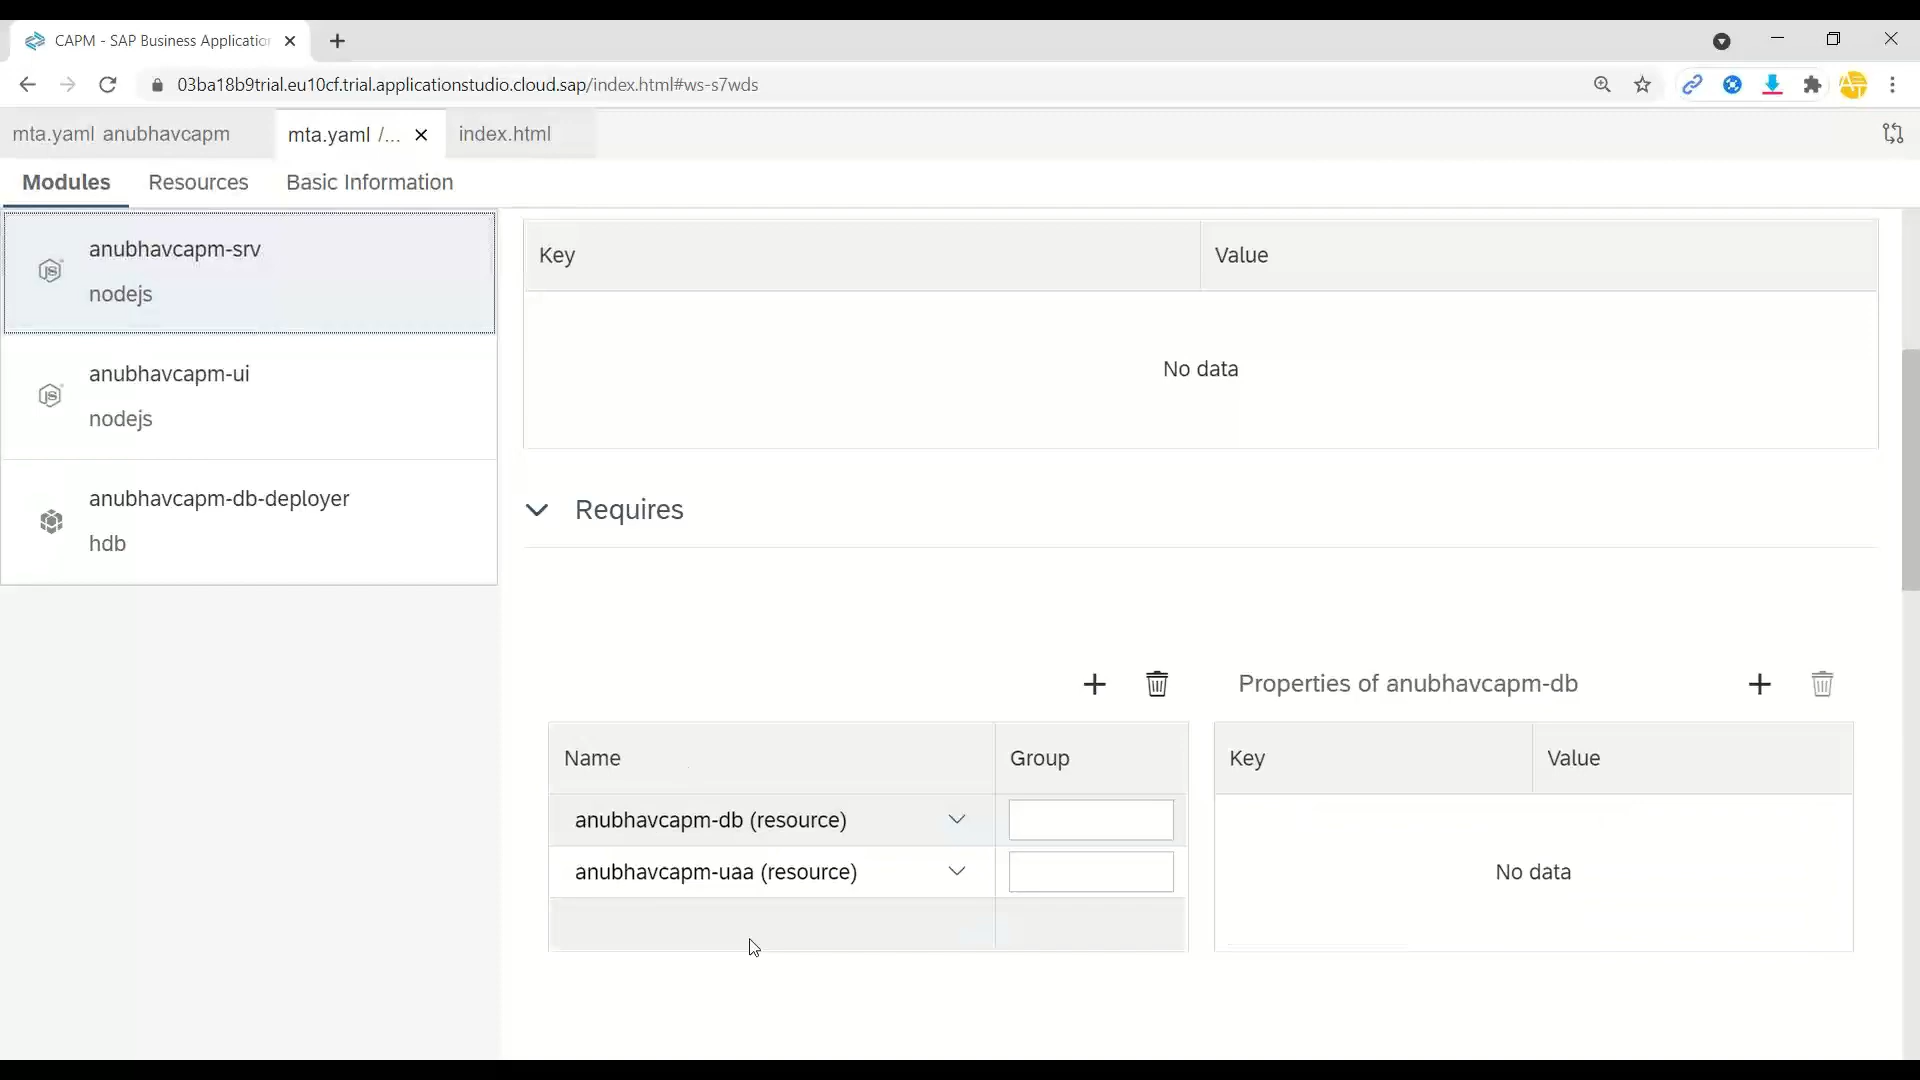 CAPM - SAP Business Application
03ba18b9trial.eu10cf.trial.applicationstudio.cloud.sap/index.html#ws-s7wds
mta.yaml anubhavcapm
mta.yaml /...
index.html
Modules
Resources
Basic Information
anubhavcapm-srv
nodejs
anubhavcapm-ui
nodejs
anubhavcapm-db-deployer
hdb
Key
Value
No data
Requires
Properties of anubhavcapm-db
Name
Group
anubhavcapm-db (resource)
anubhavcapm-uaa (resource)
Key
Value
No data